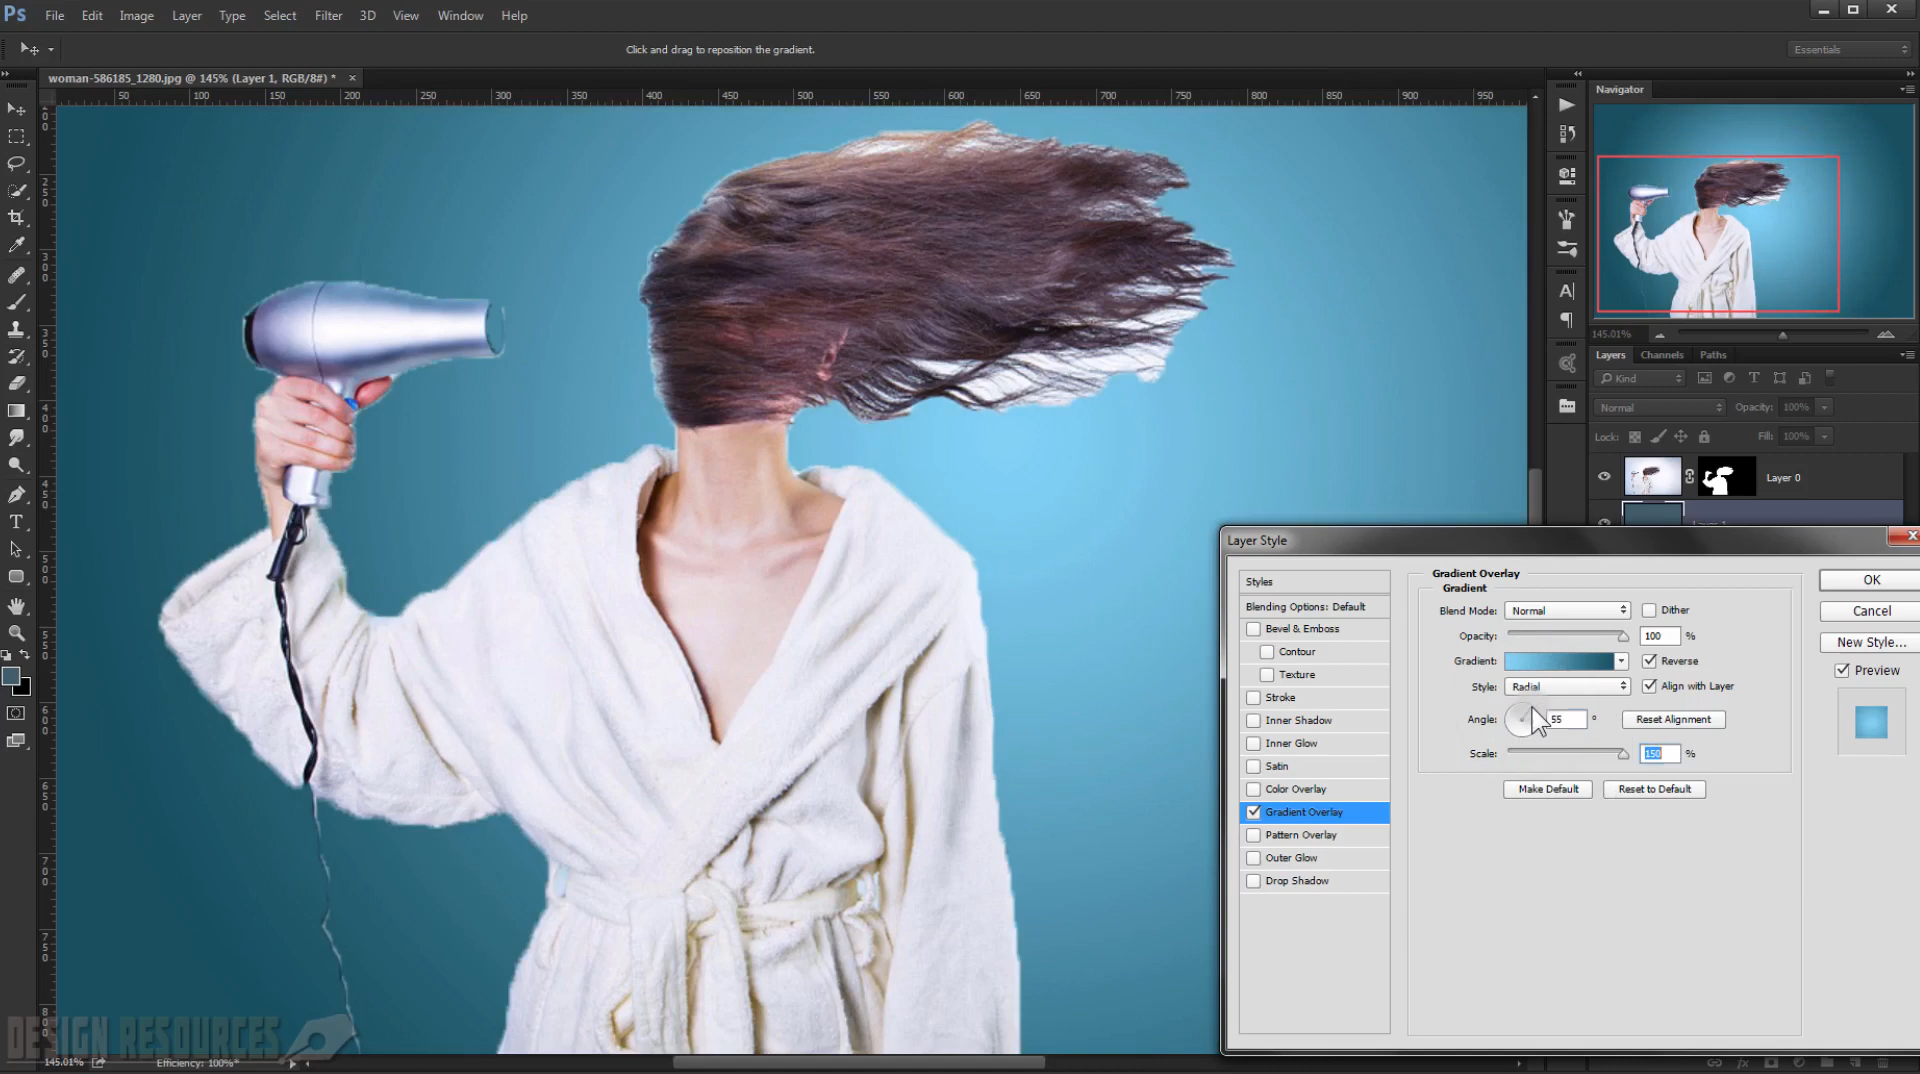 Ps File Edit Image Layer Type Select Filter 3D View Window Help
Click and drag to reposition the gradient.
Essentials
woman-586185_1280.jpg @ 145% (Layer 1, RGB/8#) *
50 100 150 200 250 300 350 400 450 500 550 600 650 700 750 800 850 900 950
Navigator
145.01%
Layers Channels Paths
Kind
Normal Opacity: 100%
Lock: Fill: 100%
Layer 0
Layer Style
Styles
Blending Options: Default
Bevel & Emboss
Contour
Texture
Stroke
Inner Shadow
Inner Glow
Satin
Color Overlay
Gradient Overlay
Pattern Overlay
Outer Glow
Drop Shadow
Gradient Overlay
Gradient
Blend Mode: Normal Dither
Opacity: 100 %
Gradient: Reverse
Style: Radial Align with Layer
Angle: 55 ° Reset Alignment
Scale: 150 %
Make Default Reset to Default
OK
Cancel
New Style...
Preview
DESIGN RESOURCES
145.01% Efficiency: 100%*